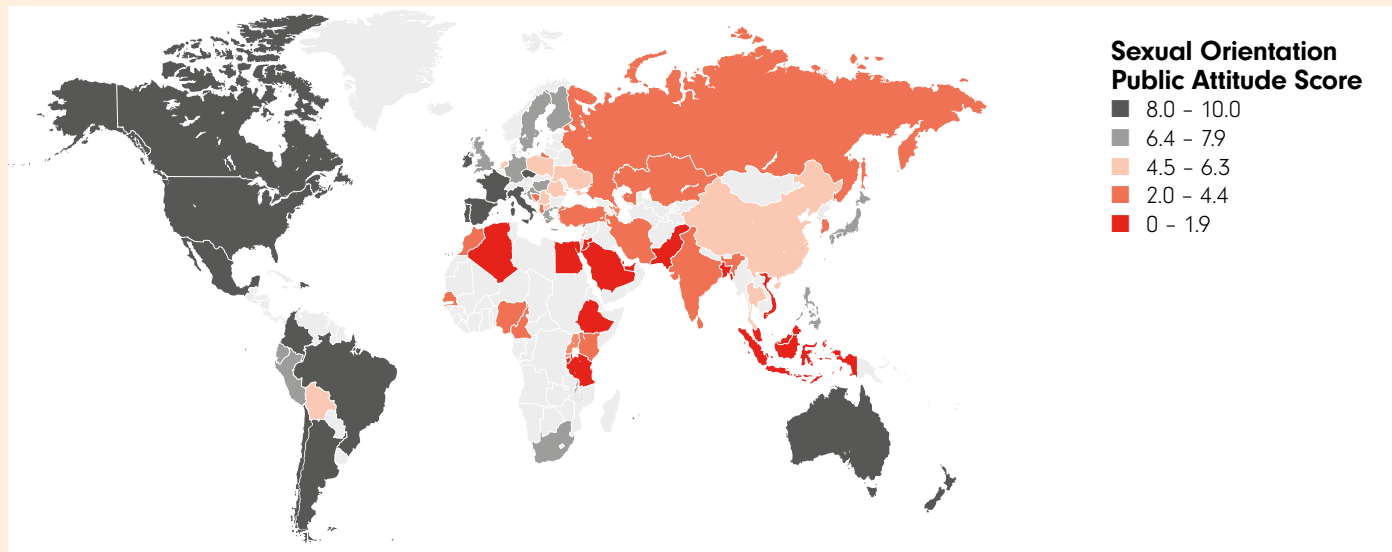 Sexual Orientation
Public Attitude Score
8.0 – 10.0
6.4 – 7.9
4.5 – 6.3
2.0 – 4.4
0 – 1.9